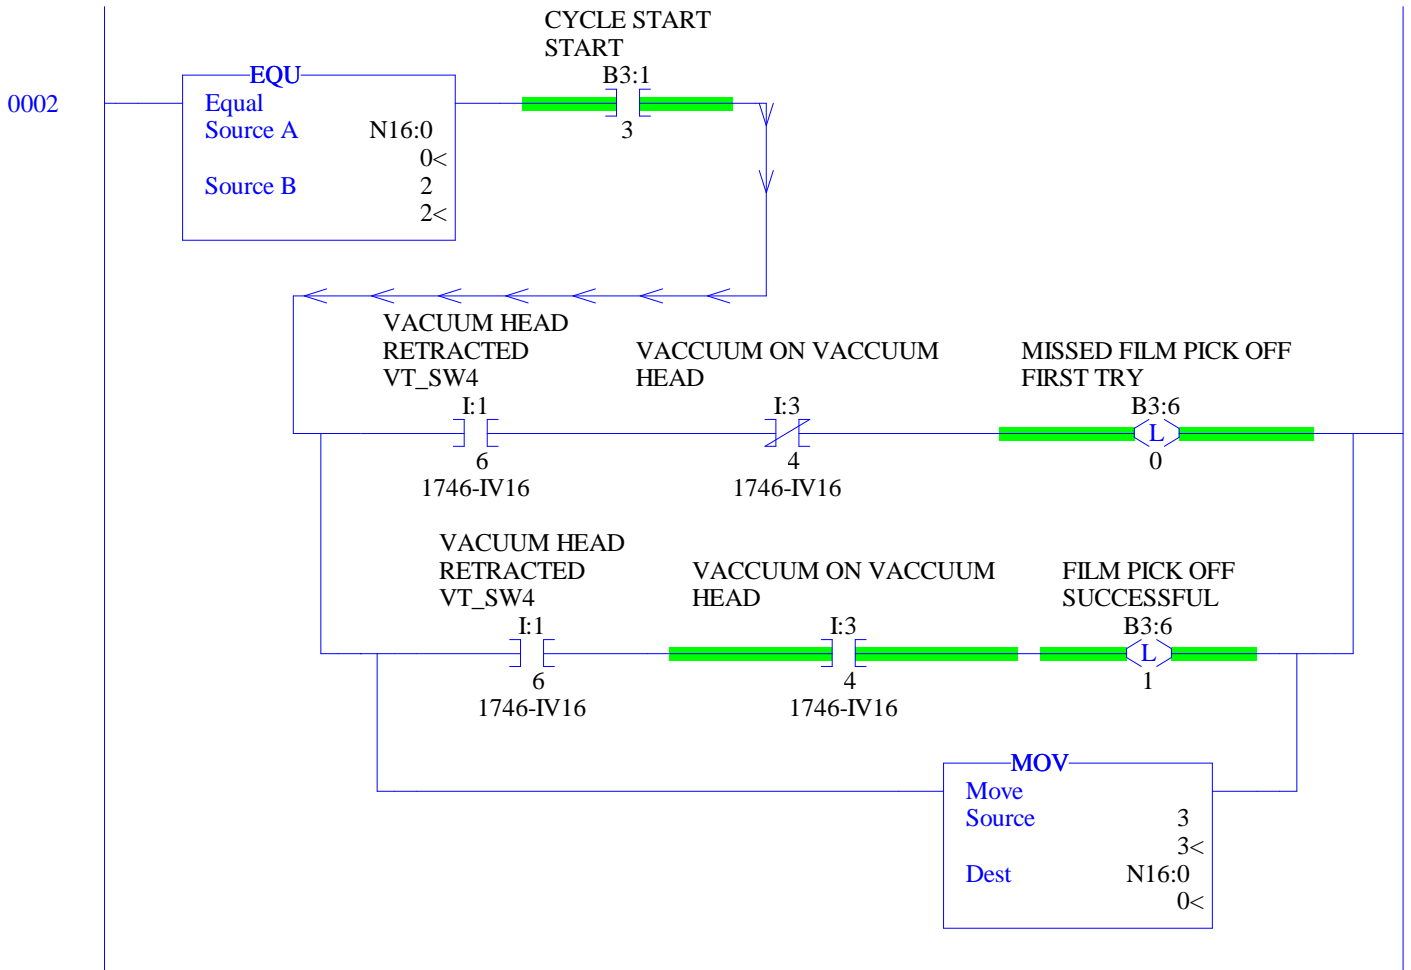 CYCLE START
START
B3:1
3
0002
EQU
Equal
Source A N16:0
0<
Source B 2
2<
VACUUM HEAD
RETRACTED
VT_SW4
I:1
6
1746-IV16
VACCUUM ON VACCUUM
HEAD
I:3
4
1746-IV16
MISSED FILM PICK OFF
FIRST TRY
B3:6
L
0
VACUUM HEAD
RETRACTED
VT_SW4
I:1
6
1746-IV16
VACCUUM ON VACCUUM
HEAD
I:3
4
1746-IV16
FILM PICK OFF
SUCCESSFUL
B3:6
L
1
MOV
Move
Source 3
3<
Dest N16:0
0<